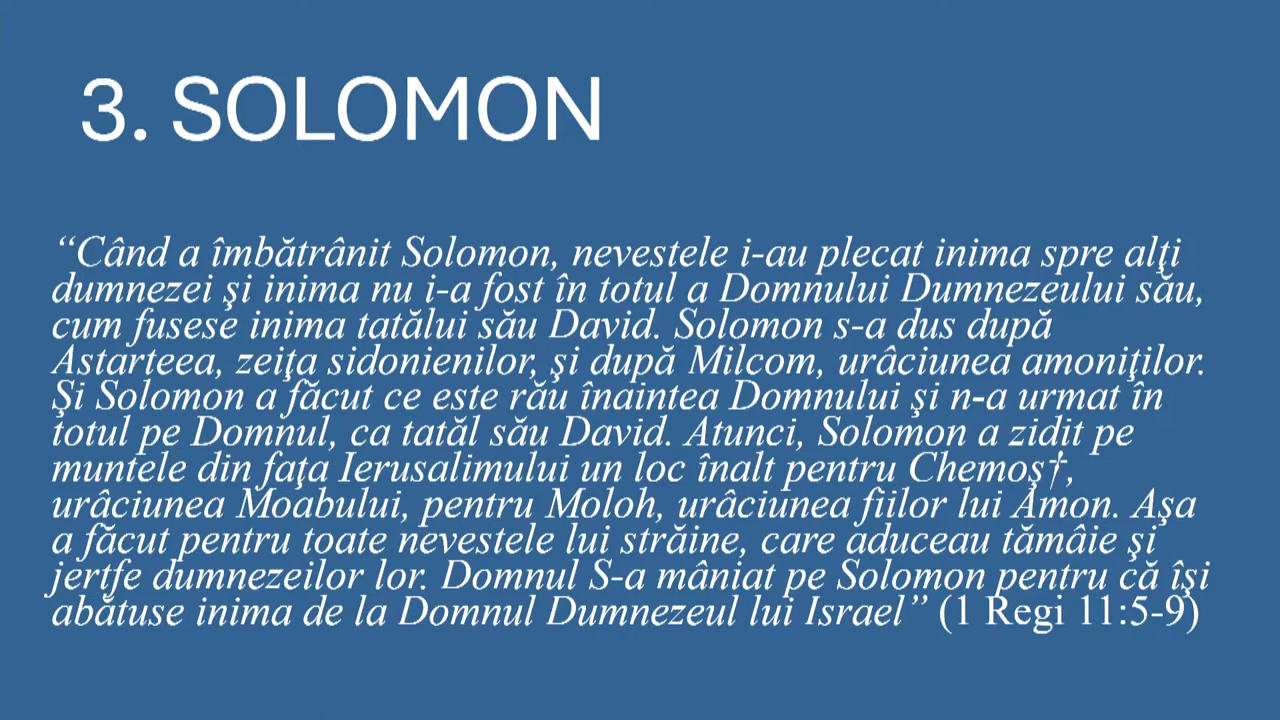 3. SOLOMON
“Când a îmbătrânit Solomon, nevestele i-au plecat inima spre alţi
dumnezei şi inima nu i-a fost în totul a Domnului Dumnezeului său,
cum fusese inima tatălui său David. Solomon s-a dus după
Astarteea, zeiţa sidonienilor, şi după Milcom, urâciunea amoniţilor.
Şi Solomon a făcut ce este rău înaintea Domnului şi n-a urmat în
totul pe Domnul, ca tatăl său David. Atunci, Solomon a zidit pe
muntele din faţa Ierusalimului un loc înalt pentru Chemoş†,
urâciunea Moabului, pentru Moloh, urâciunea fiilor lui Amon. Aşa
a făcut pentru toate nevestele lui străine, care aduceau tămâie şi
jertfe dumnezeilor lor. Domnul S-a mâniat pe Solomon pentru că îşi
abătuse inima de la Domnul Dumnezeul lui Israel” (1 Regi 11:5-9)